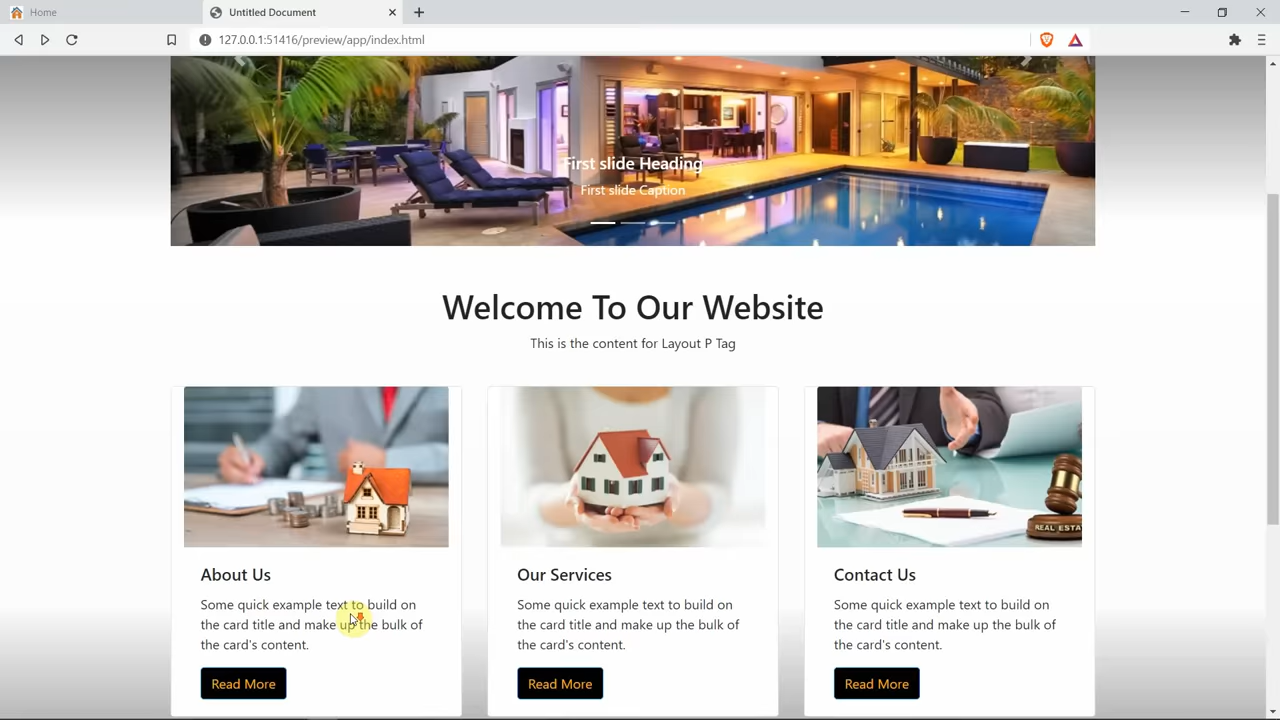 Home
Untitled Document
127.0.0.1:51416/preview/app/index.html
First slide Heading
First slide Caption
Welcome To Our Website
This is the content for Layout P Tag
REAL ESTA
About Us
Some quick example text to build on
the card title and make up the bulk of
the card's content.
Read More
Our Services
Some quick example text to build on
the card title and make up the bulk of
the card's content.
Read More
Contact Us
Some quick example text to build on
the card title and make up the bulk of
the card's content.
Read More